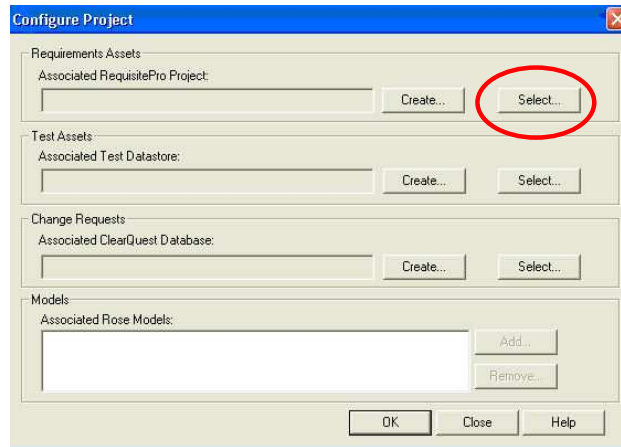 Configure Project
Requirements Assets
Associated RequisitePro Project:
Create... Select...
Test Assets
Associated Test Datastore:
Create... Select...
Change Requests
Associated ClearQuest Database:
Create... Select...
Models
Associated Rose Models:
Add...
Remove...
OK Close Help